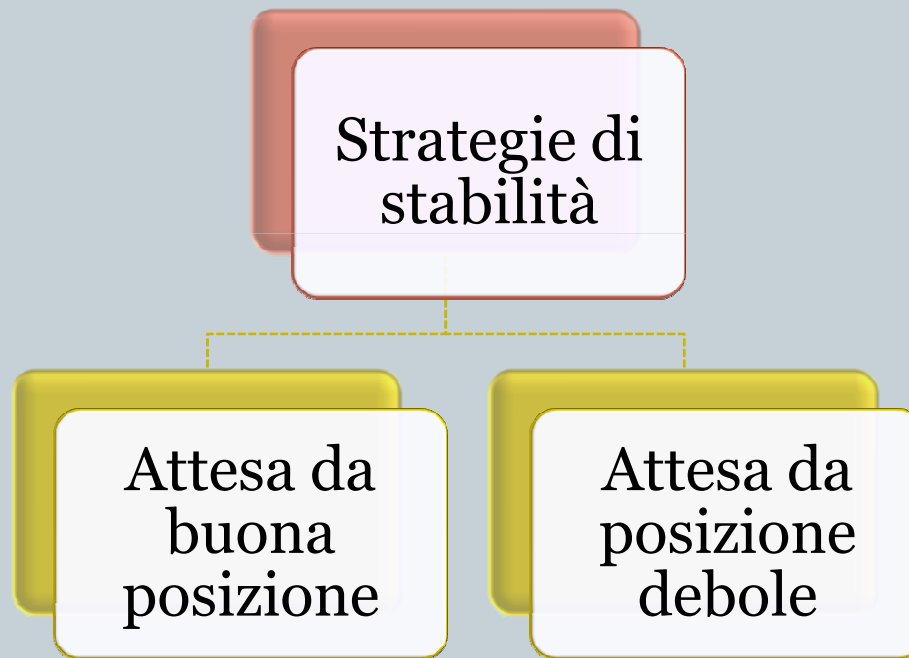 Strategie di
stabilità
Attesa da
buona
posizione
Attesa da
posizione
debole